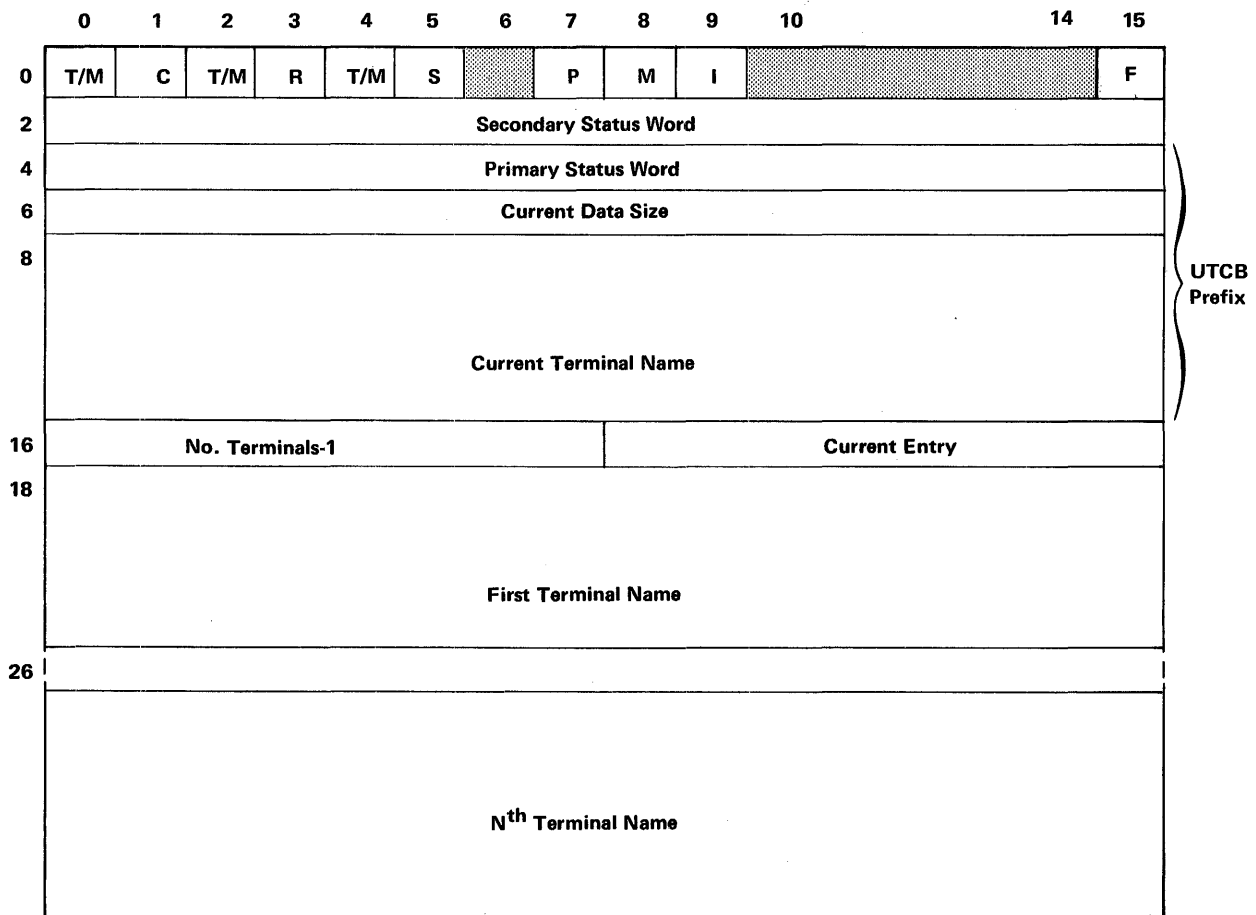 0 1 2 3 4 5 6 7 8 9 10 14 15
0 T/M C T/M R T/M S P M I F
2 Secondary Status Word
4 Primary Status Word
6 Current Data Size
8
UTCB
Prefix
Current Terminal Name
16 No. Terminals-1 Current Entry
18
First Terminal Name
26
Nth Terminal Name